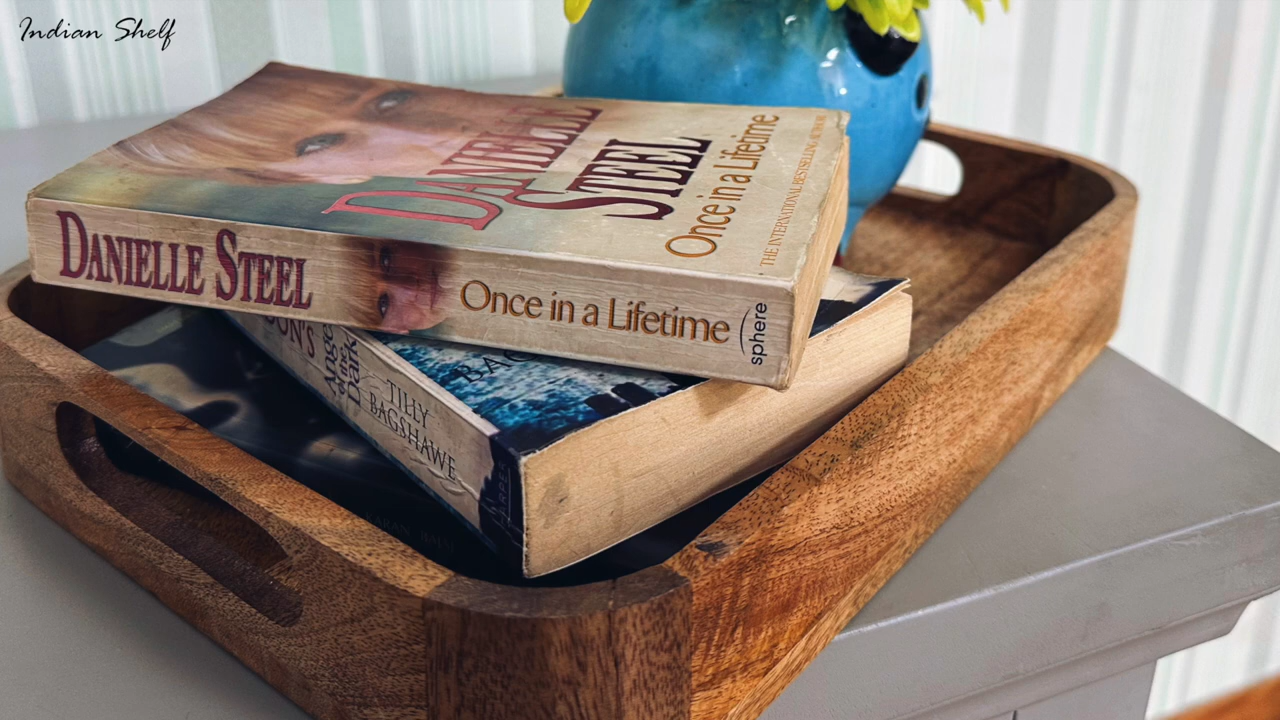 Indian Shelf
DANIELLE
STEEL
Once in a Lifetime
THE INTERNATIONAL BESTSELLING AUTHOR
DANIELLE STEEL
Once in a Lifetime
sphere
Angel
of the
Dark
TILLY
BAGSHAWE